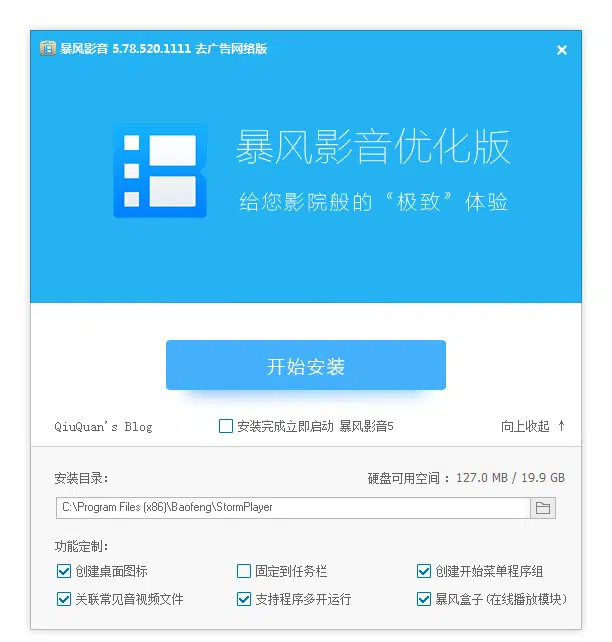 暴风影音 5.78.520.1111 去广告网络版
暴风影音优化版
给您影院般的“极致”体验
开始安装
QiuQuan's Blog
安装完成立即启动 暴风影音5
向上收起 ↑
安装目录:
硬盘可用空间 : 127.0 MB / 19.9 GB
C:\Program Files (x86)\Baofeng\StormPlayer
功能定制:
创建桌面图标
固定到任务栏
创建开始菜单程序组
关联常见音视频文件
支持程序多开运行
暴风盒子(在线播放模块)